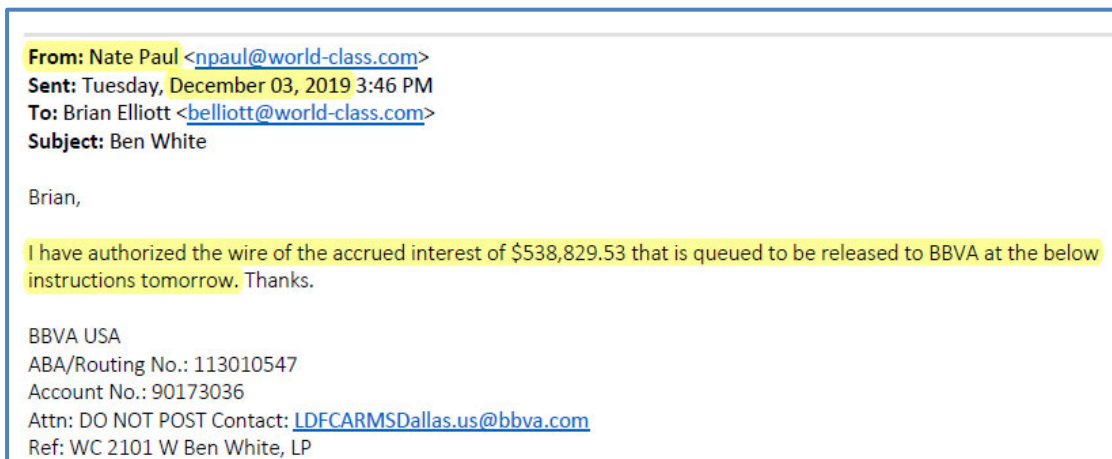 From: Nate Paul <npaul@world-class.com>
Sent: Tuesday, December 03, 2019 3:46 PM
To: Brian Elliott <belliott@world-class.com>
Subject: Ben White
Brian,
I have authorized the wire of the accrued interest of $538,829.53 that is queued to be released to BBVA at the below
instructions tomorrow. Thanks.
BBVA USA
ABA/Routing No.: 113010547
Account No.: 90173036
Attn: DO NOT POST Contact: LDFCARMSDallas.us@bbva.com
Ref: WC 2101 W Ben White, LP